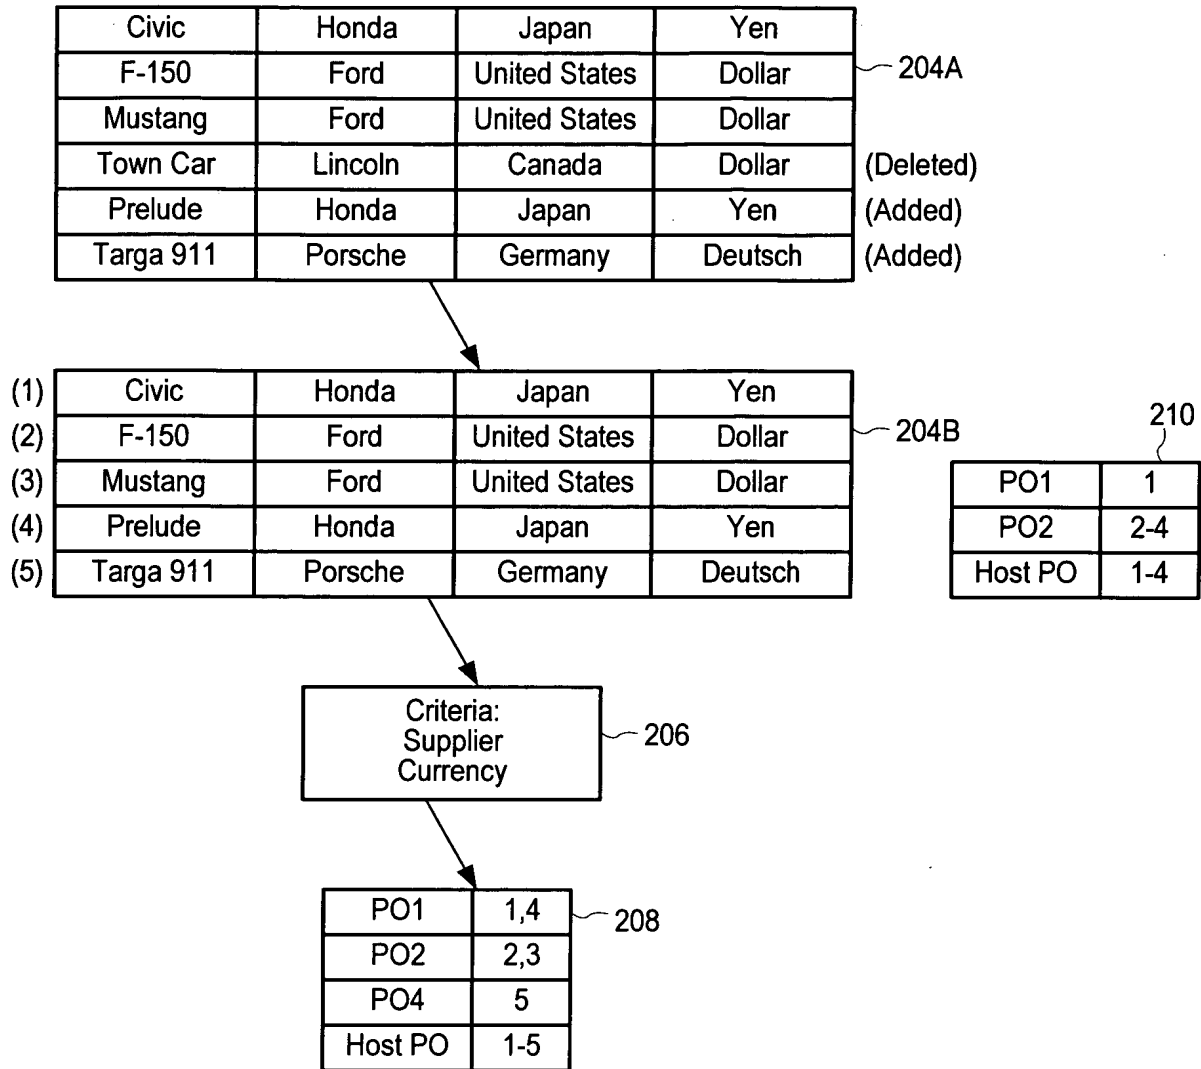 Civic Honda Japan Yen
F-150 Ford United States Dollar 204A
Mustang Ford United States Dollar
Town Car Lincoln Canada Dollar (Deleted)
Prelude Honda Japan Yen (Added)
Targa 911 Porsche Germany Deutsch (Added)
(1) Civic Honda Japan Yen
(2) F-150 Ford United States Dollar 204B
(3) Mustang Ford United States Dollar
(4) Prelude Honda Japan Yen
(5) Targa 911 Porsche Germany Deutsch
210
PO1 1
PO2 2-4
Host PO 1-4
Criteria:
Supplier
Currency
206
PO1 1,4
208
PO2 2,3
PO4 5
Host PO 1-5